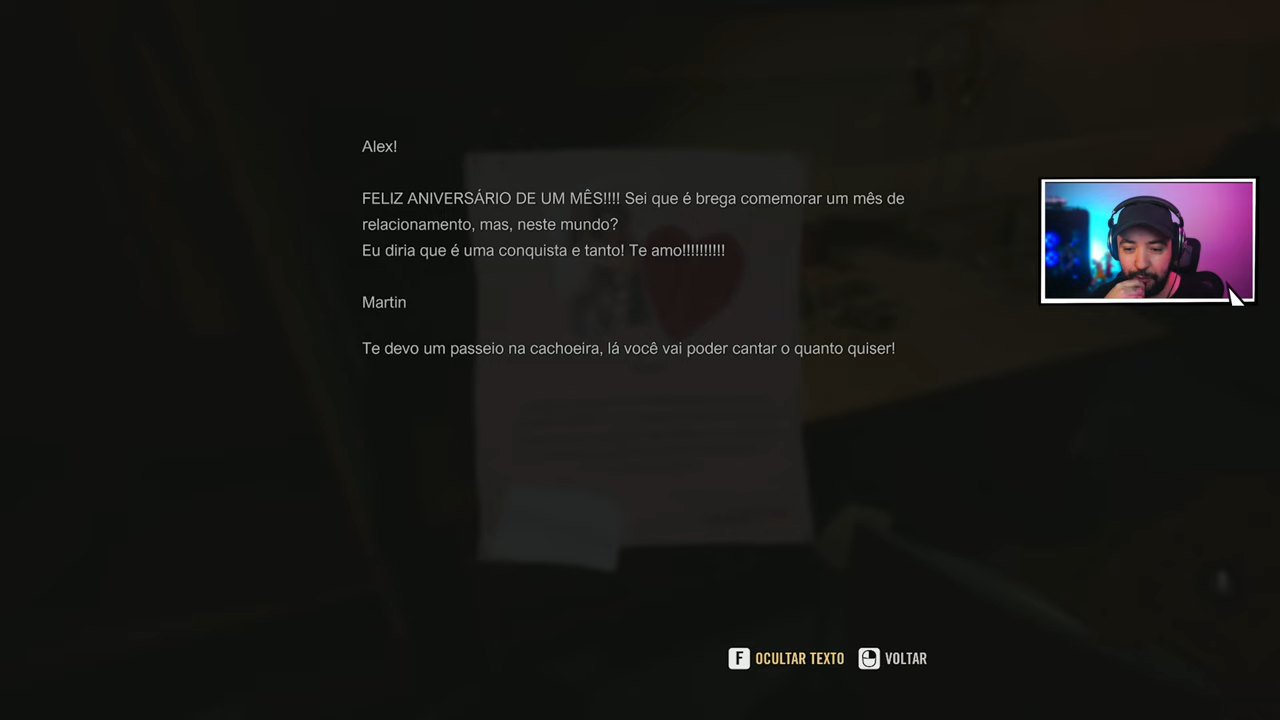 Alex!
FELIZ ANIVERSÁRIO DE UM MÊS!!!! Sei que é brega comemorar um mês de
relacionamento, mas, neste mundo?
Eu diria que é uma conquista e tanto! Te amo!!!!!!!!!!
Martin
Te devo um passeio na cachoeira, lá você vai poder cantar o quanto quiser!
F OCULTAR TEXTO VOLTAR